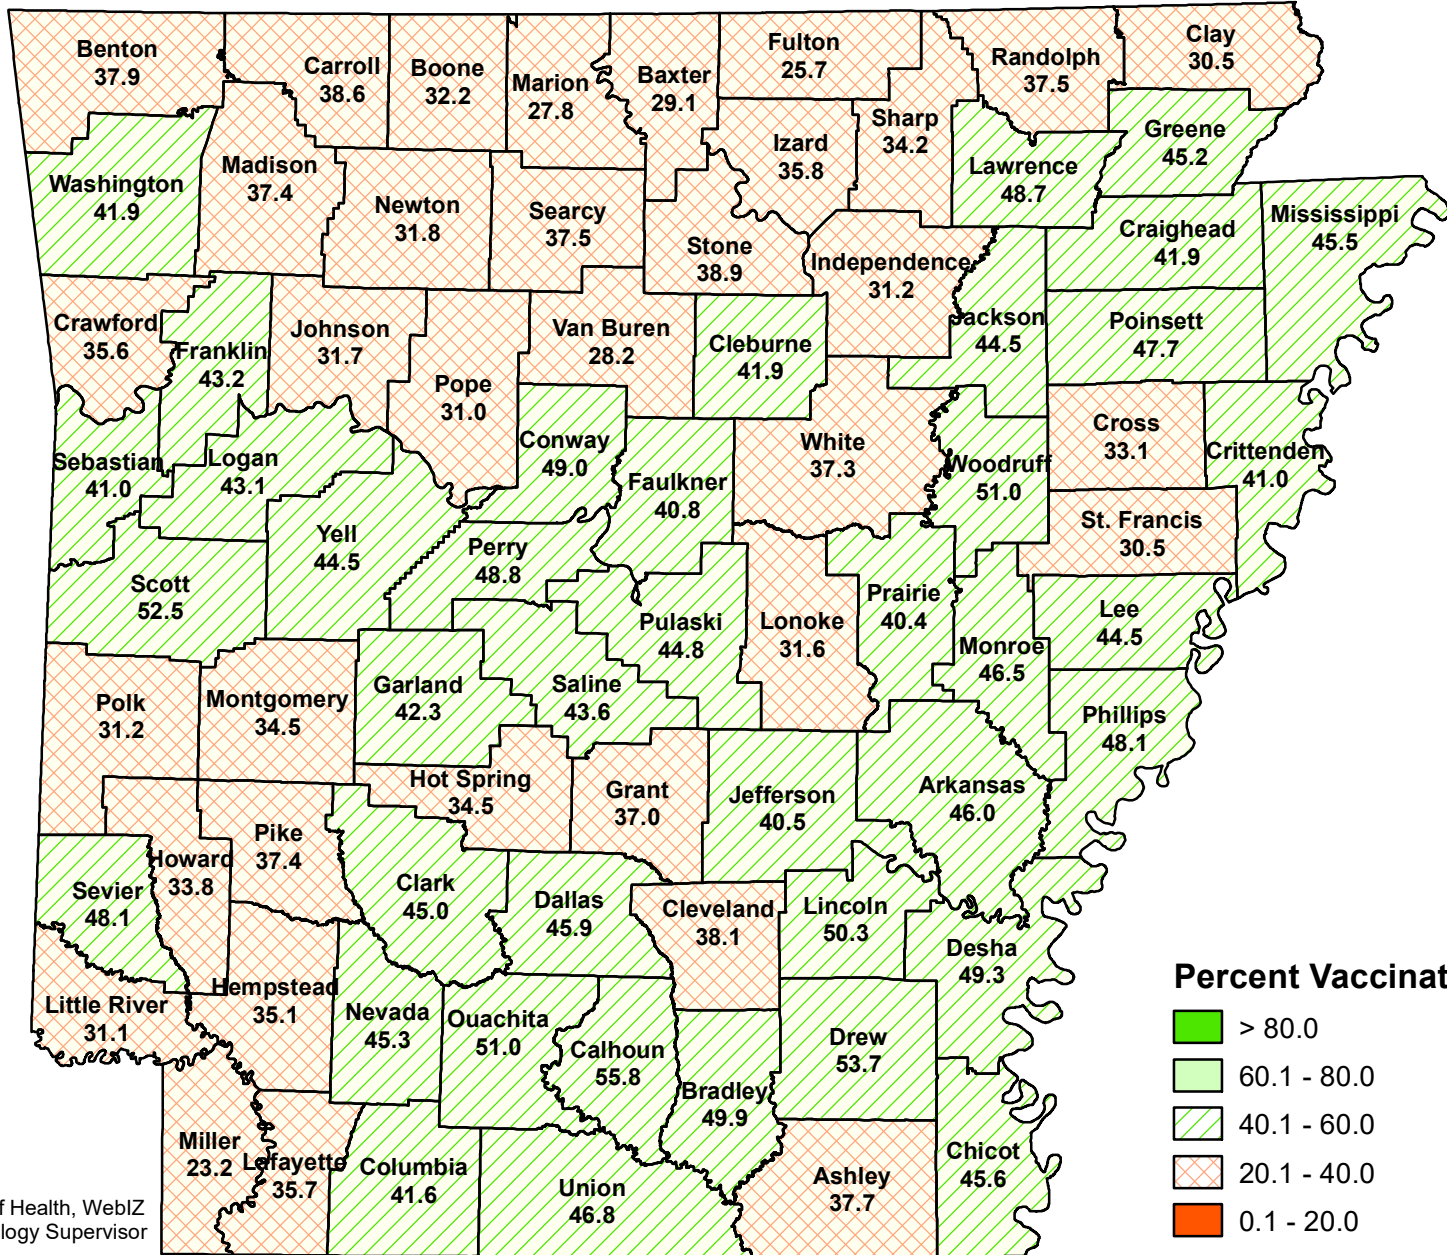 Benton
37.9
Carroll
38.6
Boone
32.2
Marion
27.8
Baxter
29.1
Fulton
25.7
Randolph
37.5
Clay
30.5
Washington
41.9
Madison
37.4
Newton
31.8
Searcy
37.5
Stone
38.9
Izard
35.8
Sharp
34.2
Lawrence
48.7
Greene
45.2
Independence
31.2
Craighead
41.9
Mississippi
45.5
Crawford
35.6
Franklin
43.2
Johnson
31.7
Pope
31.0
Van Buren
28.2
Cleburne
41.9
Jackson
44.5
Poinsett
47.7
Sebastian
41.0
Logan
43.1
Conway
49.0
Faulkner
40.8
White
37.3
Woodruff
51.0
Cross
33.1
Crittenden
41.0
St. Francis
30.5
Scott
52.5
Yell
44.5
Perry
48.8
Pulaski
44.8
Lonoke
31.6
Prairie
40.4
Monroe
46.5
Lee
44.5
Polk
31.2
Montgomery
34.5
Garland
42.3
Saline
43.6
Phillips
48.1
Hot Spring
34.5
Grant
37.0
Jefferson
40.5
Arkansas
46.0
Sevier
48.1
Howard
33.8
Pike
37.4
Clark
45.0
Dallas
45.9
Cleveland
38.1
Lincoln
50.3
Desha
49.3
Little River
31.1
Hempstead
35.1
Nevada
45.3
Ouachita
51.0
Calhoun
55.8
Bradley
49.9
Drew
53.7
Miller
23.2
Lafayette
35.7
Columbia
41.6
Union
46.8
Ashley
37.7
Chicot
45.6
Percent Vaccinat
> 80.0
60.1 - 80.0
40.1 - 60.0
20.1 - 40.0
0.1 - 20.0
f Health, WebIZ
logy Supervisor